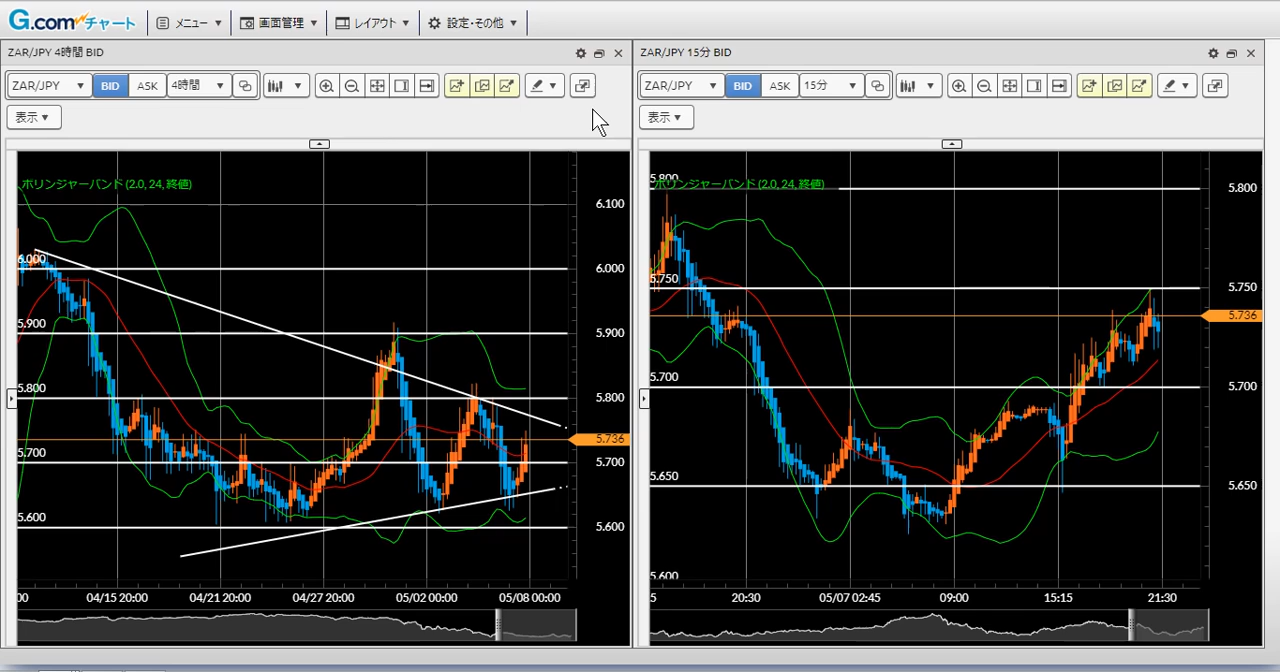 G.comチャート メニュー ▼ 画面管理 ▼ レイアウト ▼ 設定・その他 ▼
ZAR/JPY 4時間 BID
ZAR/JPY ▼ BID ASK 4時間 ▼
表示 ▼
ボリンジャーバンド (2.0, 24, 終値)
6.100
6.000 6.000
5.900 5.900
5.800 5.800
5.736
5.700 5.700
5.600 5.600
00 04/15 20:00 04/21 20:00 04/27 20:00 05/02 00:00 05/08 00:00
ZAR/JPY 15分 BID
ZAR/JPY ▼ BID ASK 15分 ▼
表示 ▼
5.800 5.800
ボリンジャーバンド (2.0, 24, 終値)
5.750 5.750
5.736
5.700 5.700
5.650 5.650
5.600
5 20:30 05/07 02:45 09:00 15:15 21:30